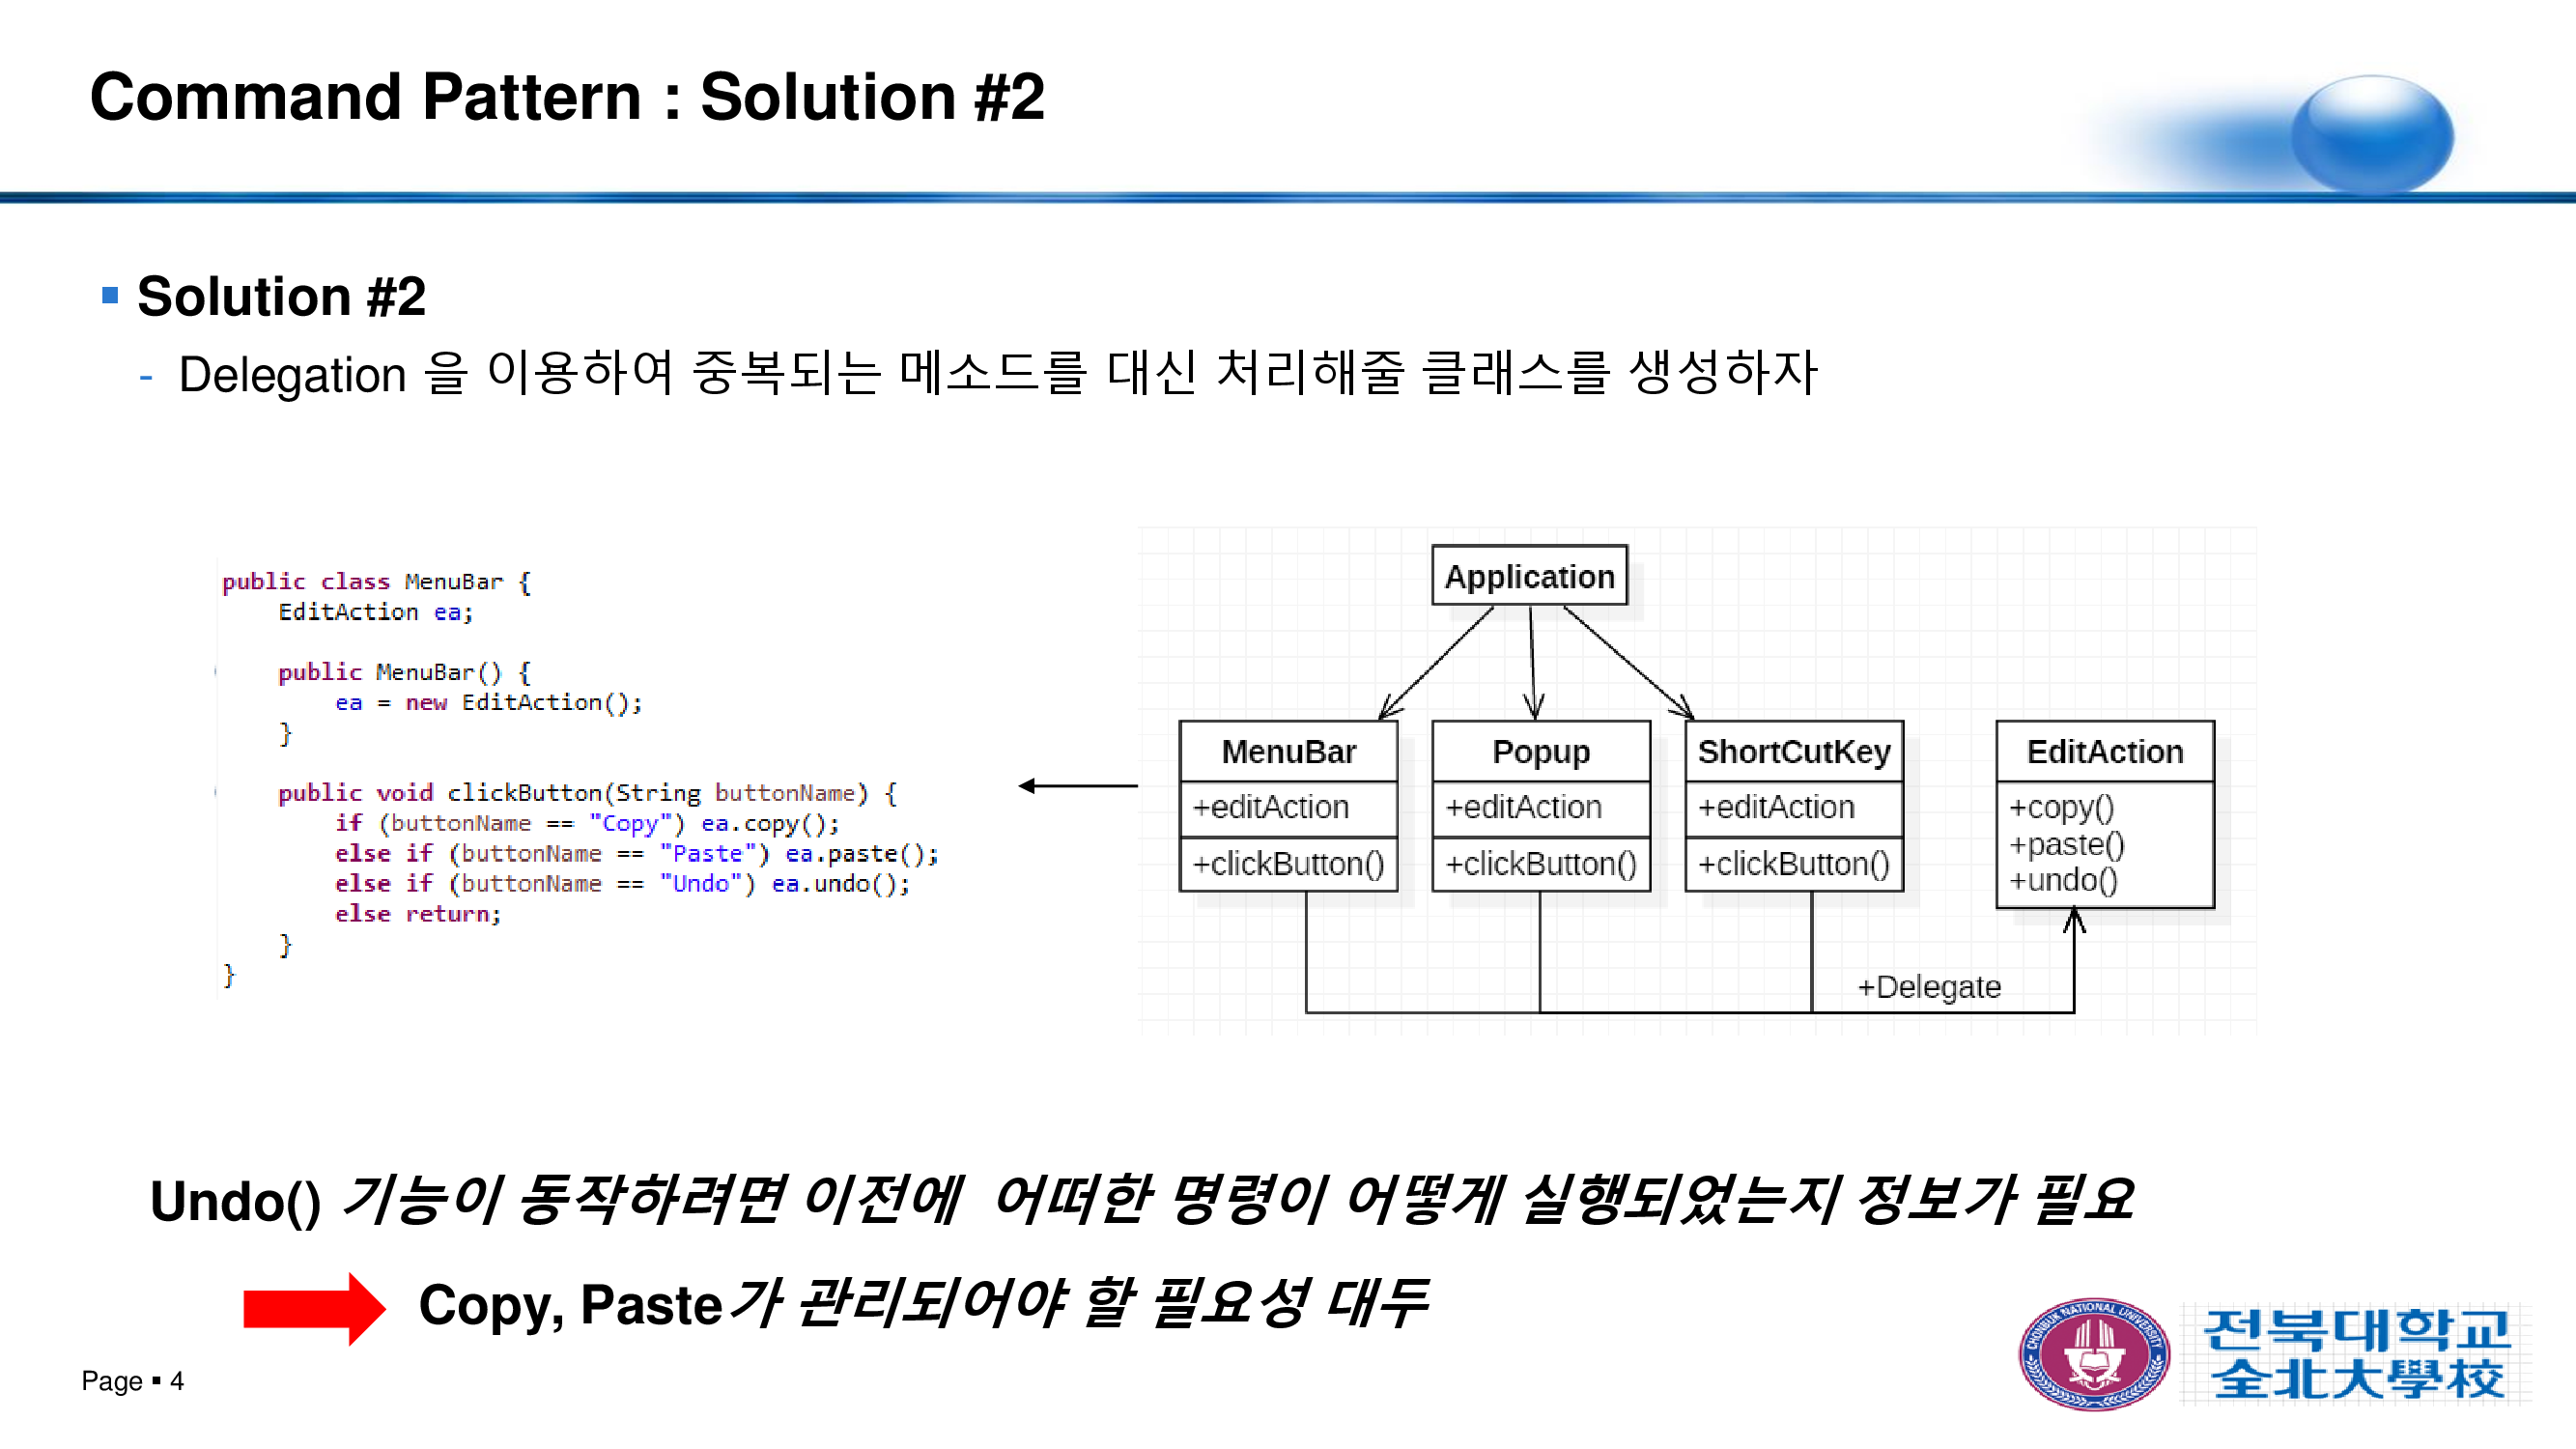 Command Pattern : Solution #2
Solution #2
- Delegation 을 이용하여 중복되는 메소드를 대신 처리해줄 클래스를 생성하자
public class MenuBar {
EditAction ea;
public MenuBar() {
ea = new EditAction();
}
public void clickButton(String buttonName) {
if (buttonName == "Copy") ea.copy();
else if (buttonName == "Paste") ea.paste();
else if (buttonName == "Undo") ea.undo();
else return;
}
}
Application
MenuBar
+editAction
+clickButton()
Popup
+editAction
+clickButton()
ShortCutKey
+editAction
+clickButton()
EditAction
+copy()
+paste()
+undo()
+Delegate
Undo() 기능이 동작하려면 이전에 어떠한 명령이 어떻게 실행되었는지 정보가 필요
Copy, Paste가 관리되어야 할 필요성 대두
Page ▪ 4
CHONBUK NATIONAL UNIVERSITY
전북대학교
全北大學校